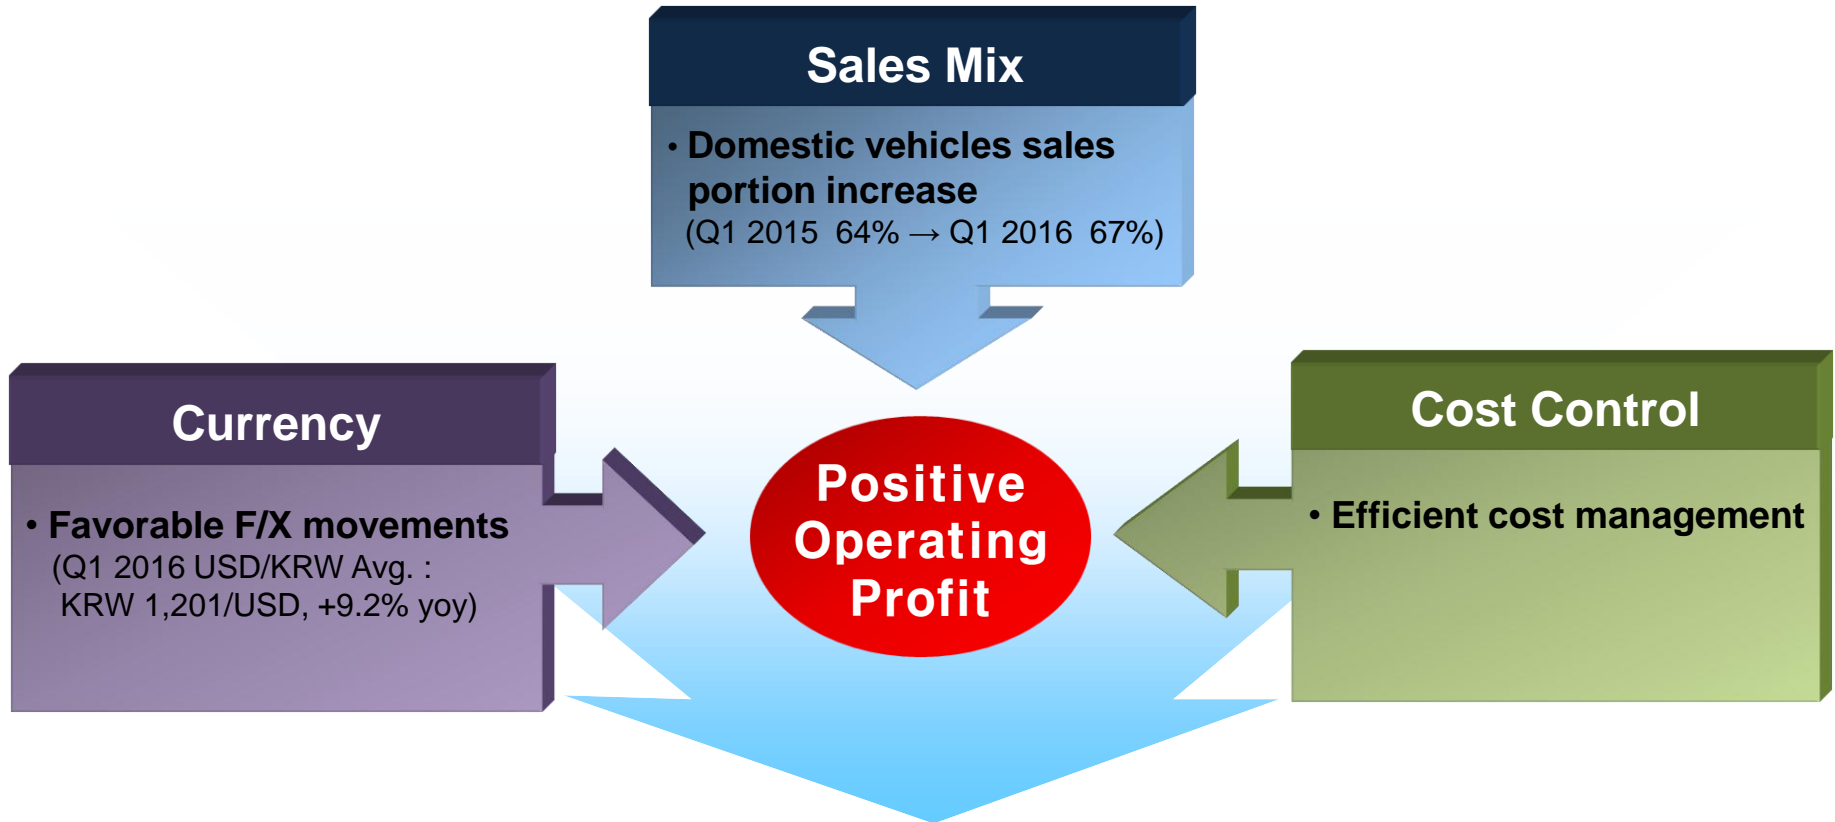 Sales Mix
• Domestic vehicles sales
portion increase
(Q1 2015 64% → Q1 2016 67%)
Currency
• Favorable F/X movements
(Q1 2016 USD/KRW Avg. :
KRW 1,201/USD, +9.2% yoy)
Positive
Operating
Profit
Cost Control
• Efficient cost management